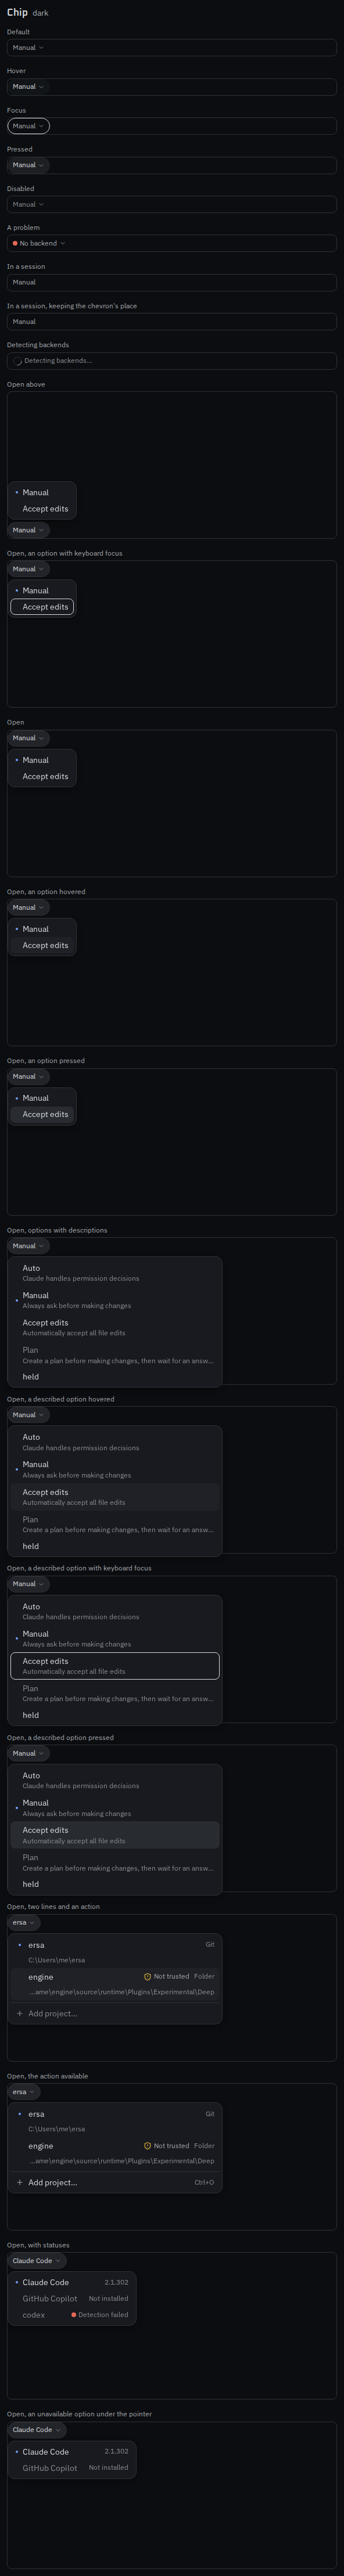 Chip dark
Default
Manual
Hover
Manual
Focus
Manual
Pressed
Manual
Disabled
Manual
A problem
No backend
In a session
Manual
In a session, keeping the chevron's place
Manual
Detecting backends
Detecting backends...
Open above
Manual
Accept edits
Manual
Open, an option with keyboard focus
Manual
Manual
Accept edits
Open
Manual
Manual
Accept edits
Open, an option hovered
Manual
Manual
Accept edits
Open, an option pressed
Manual
Manual
Accept edits
Open, options with descriptions
Manual
Auto
Claude handles permission decisions
Manual
Always ask before making changes
Accept edits
Automatically accept all file edits
Plan
Create a plan before making changes, then wait for an answ...
held
Open, a described option hovered
Manual
Auto
Claude handles permission decisions
Manual
Always ask before making changes
Accept edits
Automatically accept all file edits
Plan
Create a plan before making changes, then wait for an answ...
held
Open, a described option with keyboard focus
Manual
Auto
Claude handles permission decisions
Manual
Always ask before making changes
Accept edits
Automatically accept all file edits
Plan
Create a plan before making changes, then wait for an answ...
held
Open, a described option pressed
Manual
Auto
Claude handles permission decisions
Manual
Always ask before making changes
Accept edits
Automatically accept all file edits
Plan
Create a plan before making changes, then wait for an answ...
held
Open, two lines and an action
ersa
ersa Git
C:\Users\me\ersa
engine Not trusted Folder
...ame\engine\source\runtime\Plugins\Experimental\Deep
Add project...
Open, the action available
ersa
ersa Git
C:\Users\me\ersa
engine Not trusted Folder
...ame\engine\source\runtime\Plugins\Experimental\Deep
Add project... Ctrl+O
Open, with statuses
Claude Code
Claude Code 2.1.302
GitHub Copilot Not installed
codex Detection failed
Open, an unavailable option under the pointer
Claude Code
Claude Code 2.1.302
GitHub Copilot Not installed